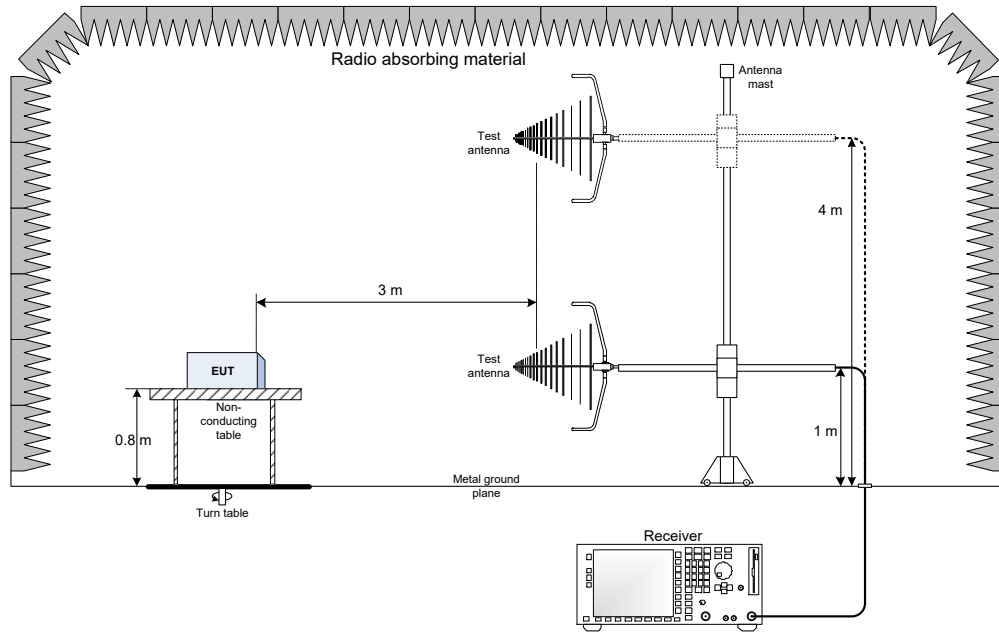 Radio absorbing material
Antenna
mast
Test
antenna
4 m
3 m
Test
antenna
EUT
Non-
conducting
table
0.8 m
1 m
Metal ground
plane
Turn table
Receiver